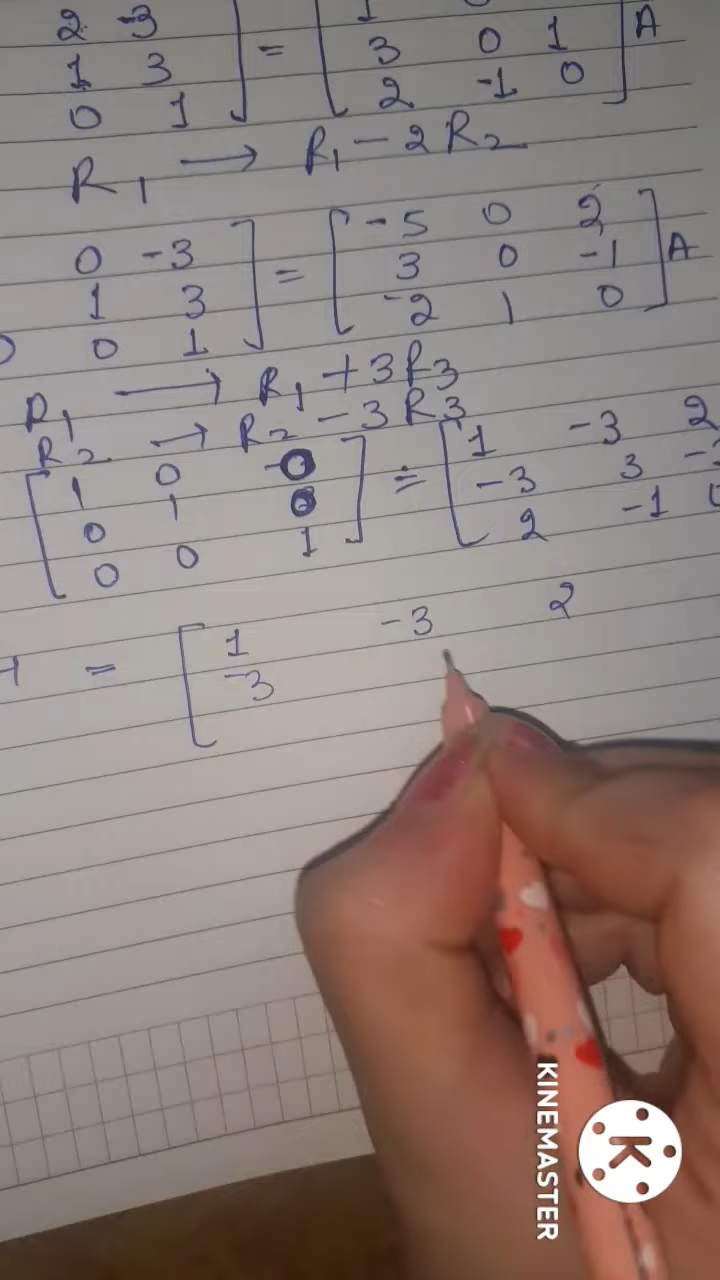 2 -3
1 3 = 3 0 1 A
0 1 2 -1 0
R1 → R1 - 2R2
0 -3 -5 0 2
1 3 = 3 0 -1 A
0 1 -2 1 0
R1 → R1 + 3R3
R2 → R2 - 3R3
1 0 0 1 -3 2
0 1 0 = -3 3
0 0 1 2 -1
= 1 -3 2
-3
KINEMASTER